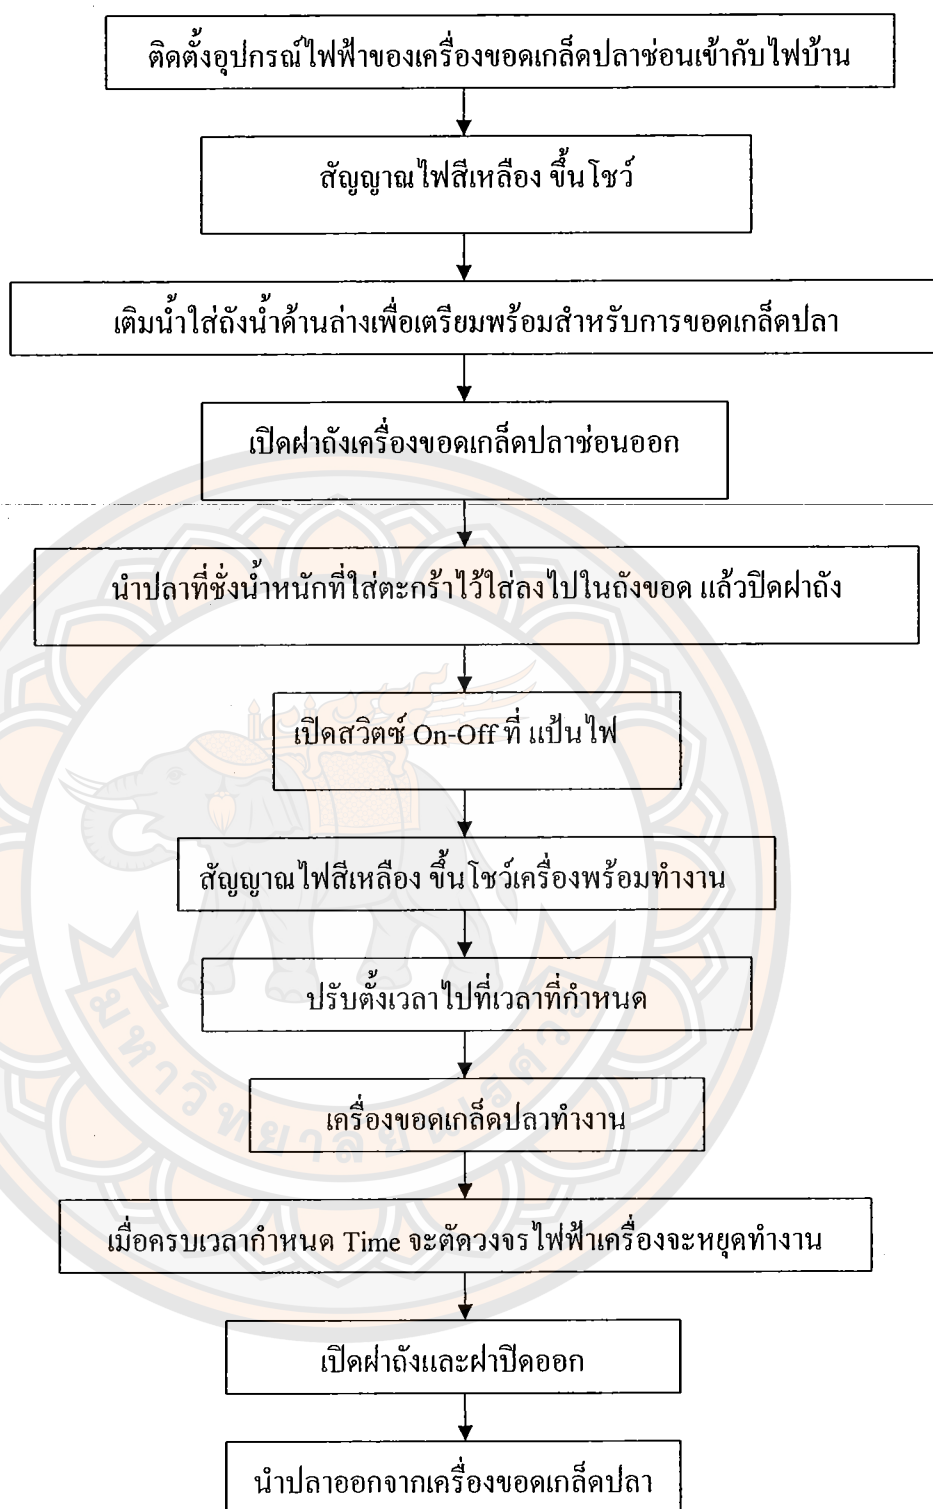 ติดตั้งอุปกรณ์ไฟฟ้าของเครื่องขอดเกล็ดปลาช่อนเข้ากับไฟบ้าน
สัญญาณไฟสีเหลือง ขึ้นโชว์
เติมน้ำใส่ถังน้ำด้านล่างเพื่อเตรียมพร้อมสำหรับการขอดเกล็ดปลา
เปิดฝาถังเครื่องขอดเกล็ดปลาช่อนออก
นำปลาที่ชั่งน้ำหนักที่ใส่ตะกร้าไว้ใส่ลงไปในถังขอด แล้วปิดฝาถัง
เปิดสวิตซ์ On-Off ที่ แป้นไฟ
สัญญาณไฟสีเหลือง ขึ้นโชว์เครื่องพร้อมทำงาน
ปรับตั้งเวลาไปที่เวลาที่กำหนด
เครื่องขอดเกล็ดปลาทำงาน
เมื่อครบเวลากำหนด Time จะตัดวงจรไฟฟ้าเครื่องจะหยุดทำงาน
เปิดฝาถังและฝาปิดออก
นำปลาออกจากเครื่องขอดเกล็ดปลา
มหาวิทยาลัยนเรศวร